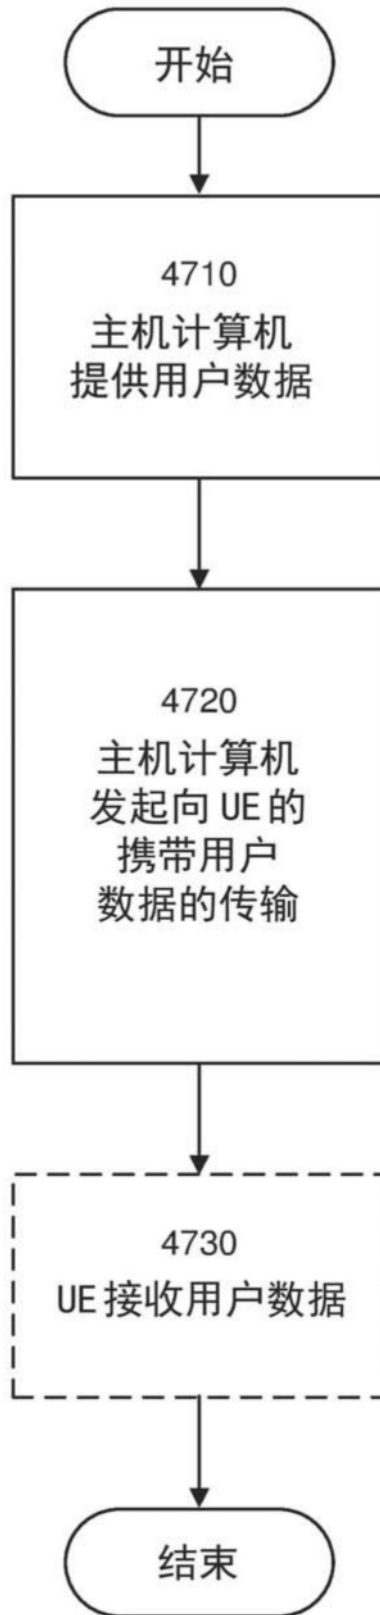 开始
4710
主机计算机
提供用户数据
4720
主机计算机
发起向 UE 的
携带用户
数据的传输
4730
UE 接收用户数据
结束